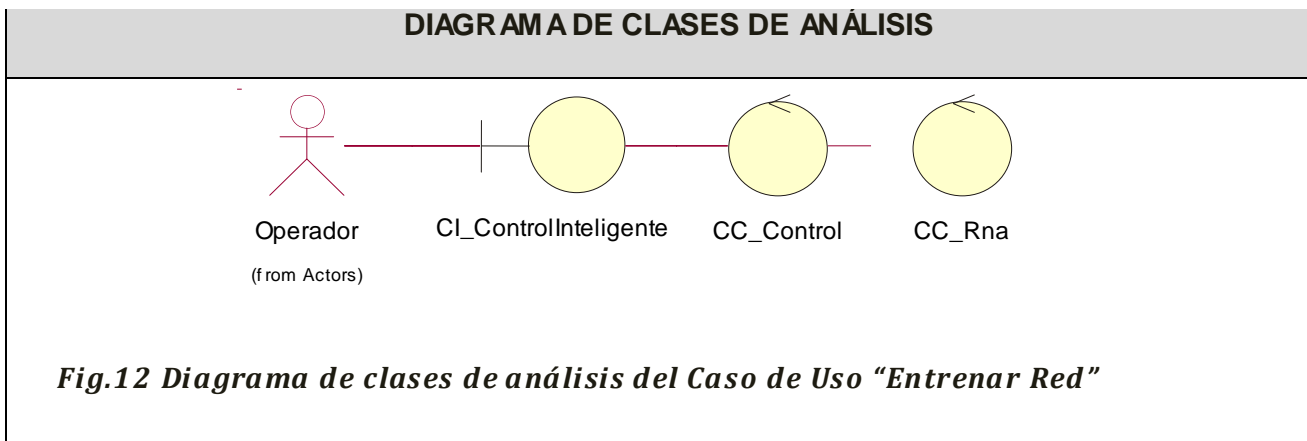 DIAGRAMA DE CLASES DE ANÁLISIS
Operador CI_ControlInteligente CC_Control CC_Rna
(from Actors)
Fig.12 Diagrama de clases de análisis del Caso de Uso “Entrenar Red”